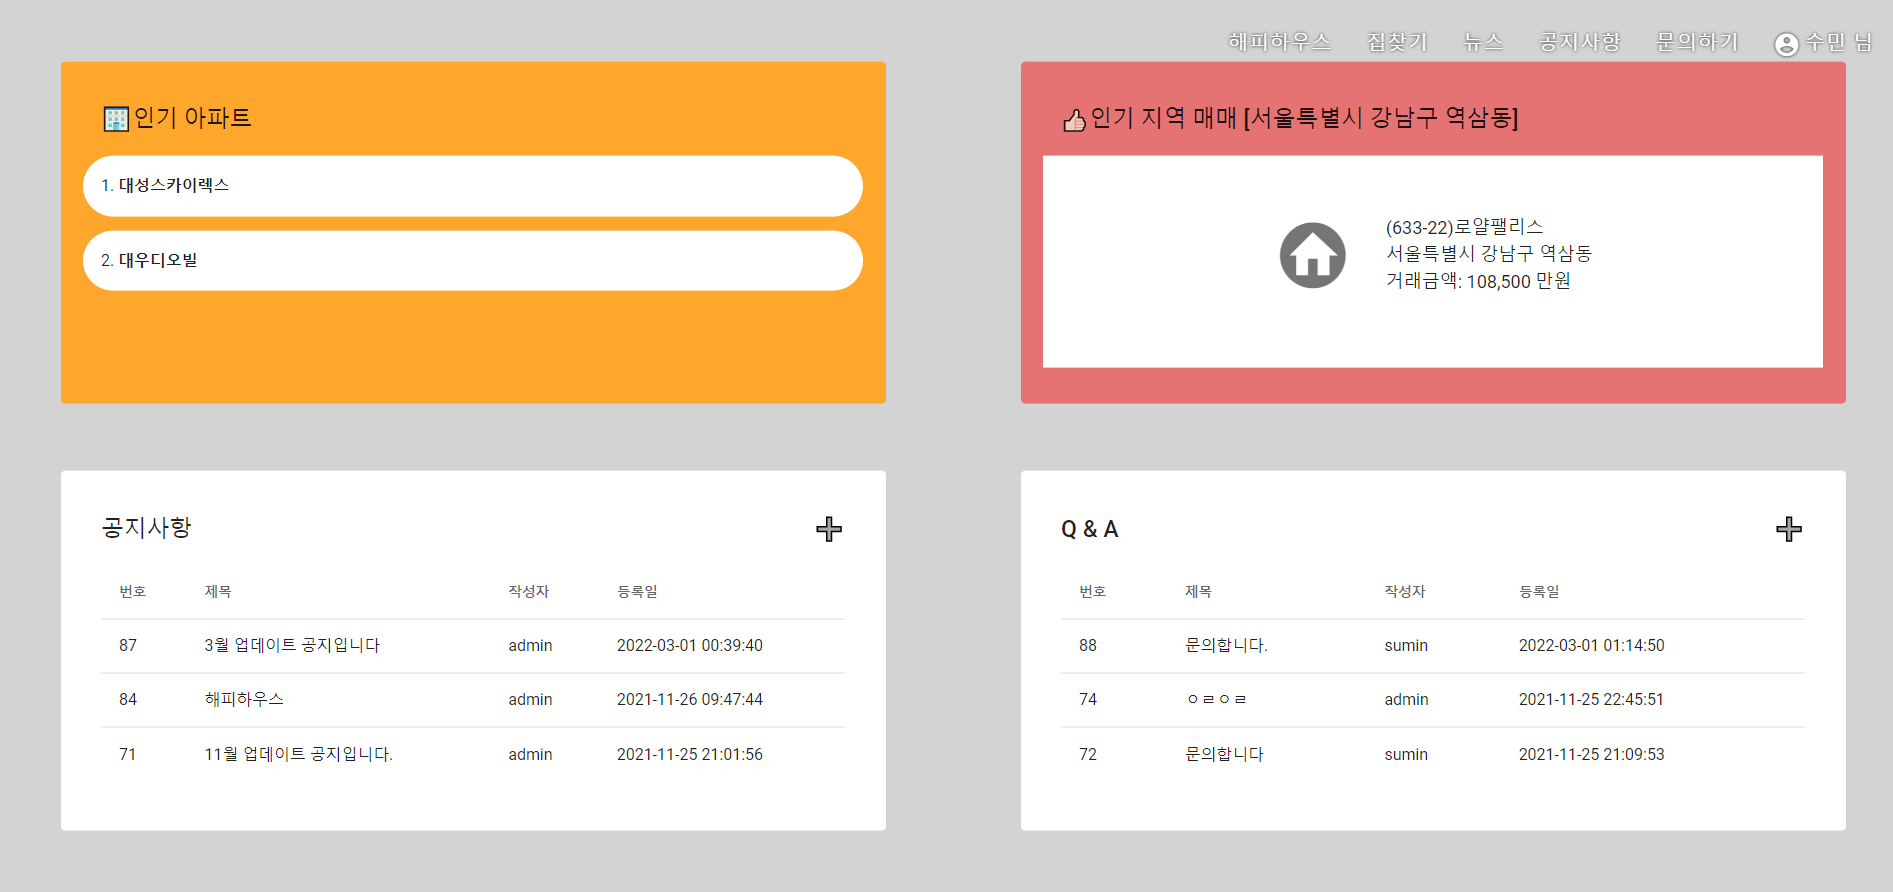 해피하우스 집찾기 뉴스 공지사항 문의하기 수민 님
인기 아파트
1. 대성스카이렉스
2. 대우디오빌
인기 지역 매매 [서울특별시 강남구 역삼동]
(633-22)로얄팰리스
서울특별시 강남구 역삼동
거래금액: 108,500 만원
공지사항
번호 제목 작성자 등록일
87 3월 업데이트 공지입니다 admin 2022-03-01 00:39:40
84 해피하우스 admin 2021-11-26 09:47:44
71 11월 업데이트 공지입니다. admin 2021-11-25 21:01:56
Q & A
번호 제목 작성자 등록일
88 문의합니다. sumin 2022-03-01 01:14:50
74 ㅇㄹㅇㄹ admin 2021-11-25 22:45:51
72 문의합니다 sumin 2021-11-25 21:09:53